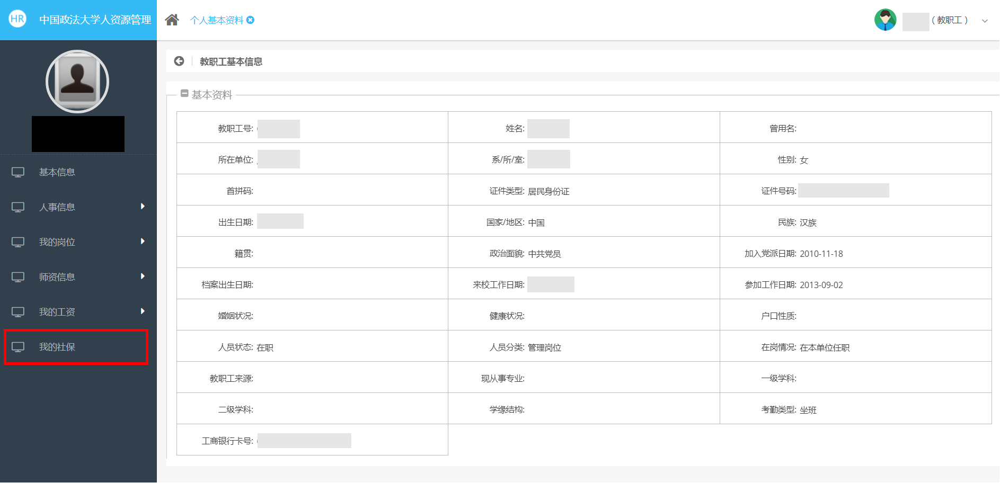 HR 中国政法大学人资源管理
个人基本资料
（教职工）
基本信息
人事信息
我的岗位
师资信息
我的工资
我的社保
教职工基本信息
基本资料
教职工号: 姓名: 曾用名:
所在单位: 系/所/室: 性别: 女
首拼码: 证件类型: 居民身份证 证件号码:
出生日期: 国家/地区: 中国 民族: 汉族
籍贯: 政治面貌: 中共党员 加入党派日期: 2010-11-18
档案出生日期: 来校工作日期: 参加工作日期: 2013-09-02
婚姻状况: 健康状况: 户口性质:
人员状态: 在职 人员分类: 管理岗位 在岗情况: 在本单位任职
教职工来源: 现从事专业: 一级学科:
二级学科: 学缘结构: 考勤类型: 坐班
工商银行卡号: